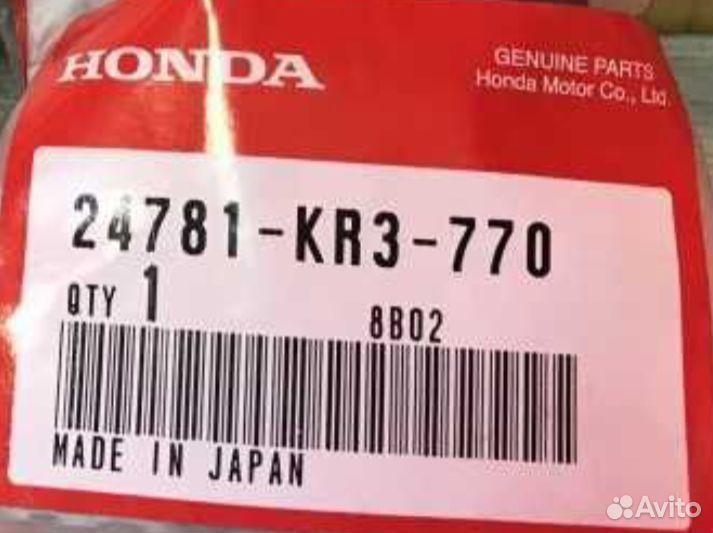 HONDA
GENUINE PARTS
Honda Motor Co., Ltd.
24781-KR3-770
QTY 1
8B02
MADE IN JAPAN
Avito